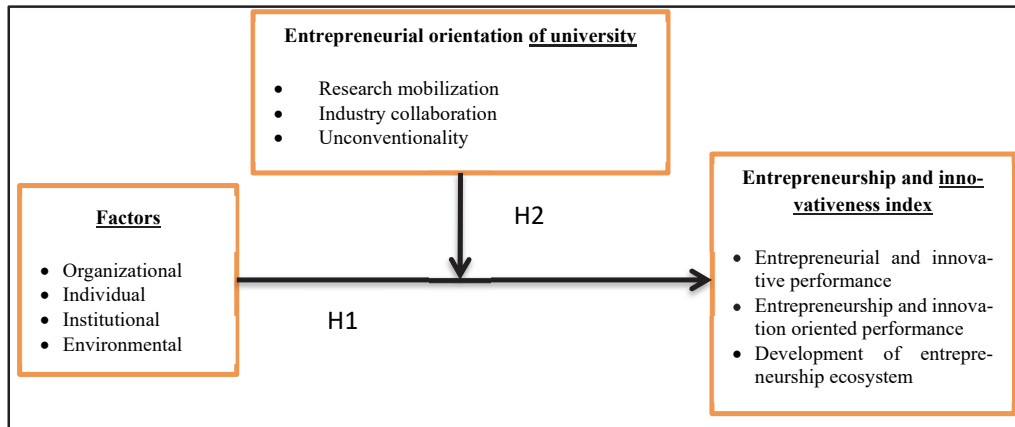 Entrepreneurial orientation of university
• Research mobilization
• Industry collaboration
• Unconventionality
Factors
• Organizational
• Individual
• Institutional
• Environmental
H1
H2
Entrepreneurship and inno-
vativeness index
• Entrepreneurial and innova-
tive performance
• Entrepreneurship and innova-
tion oriented performance
• Development of entrepre-
neurship ecosystem